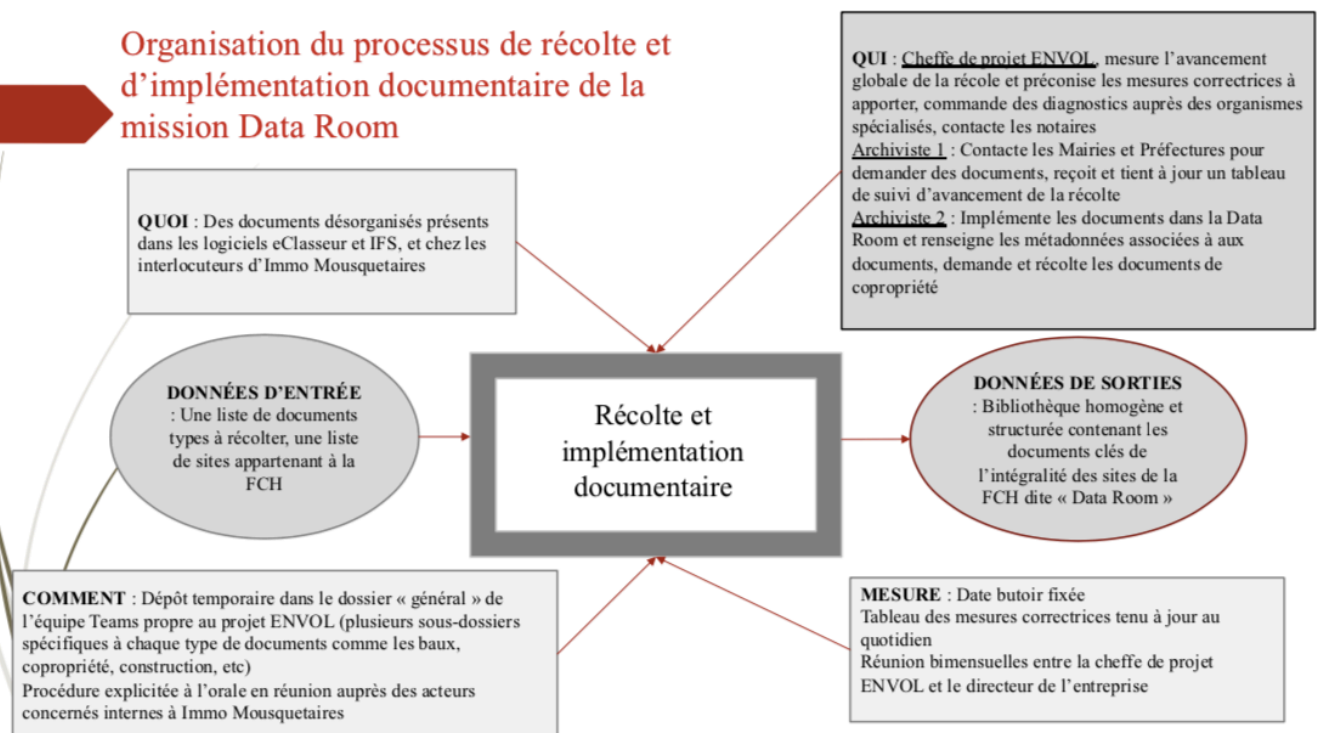 Organisation du processus de récolte et
d'implémentation documentaire de la
mission Data Room
QUI : Cheffe de projet ENVOL, mesure l'avancement
globale de la récole et préconise les mesures correctrices à
apporter, commande des diagnostics auprès des organismes
spécialisés, contacte les notaires
Archiviste 1 : Contacte les Mairies et Préfectures pour
demander des documents, reçoit et tient à jour un tableau
de suivi d'avancement de la récolte
Archiviste 2 : Implémente les documents dans la Data
Room et renseigne les métadonnées associées à aux
documents, demande et récolte les documents de
copropriété
QUOI : Des documents désorganisés présents
dans les logiciels eClasseur et IFS, et chez les
interlocuteurs d'Immo Mousquetaires
DONNÉES D'ENTRÉE
: Une liste de documents
types à récolter, une liste
de sites appartenant à la
FCH
Récolte et
implémentation
documentaire
DONNÉES DE SORTIES
: Bibliothèque homogène et
structurée contenant les
documents clés de
l'intégralité des sites de la
FCH dite « Data Room »
COMMENT : Dépôt temporaire dans le dossier « général » de
l'équipe Teams propre au projet ENVOL (plusieurs sous-dossiers
spécifiques à chaque type de documents comme les baux,
copropriété, construction, etc)
Procédure explicitée à l'orale en réunion auprès des acteurs
concernés internes à Immo Mousquetaires
MESURE : Date butoir fixée
Tableau des mesures correctrices tenu à jour au
quotidien
Réunion bimensuelles entre la cheffe de projet
ENVOL et le directeur de l'entreprise